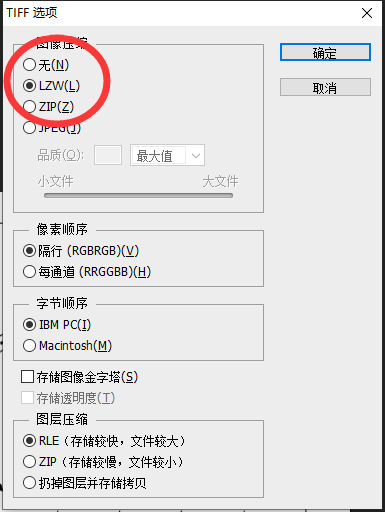 TIFF 选项
图像压缩
确定
无(N)
LZW(L)
取消
ZIP(Z)
JPEG(J)
品质(Q): 最大值
小文件 大文件
像素顺序
隔行 (RGBRGB)(V)
每通道 (RRGGBB)(H)
字节顺序
IBM PC(I)
Macintosh(M)
存储图像金字塔(S)
存储透明度(T)
图层压缩
RLE（存储较快，文件较大）
ZIP（存储较慢，文件较小）
扔掉图层并存储拷贝